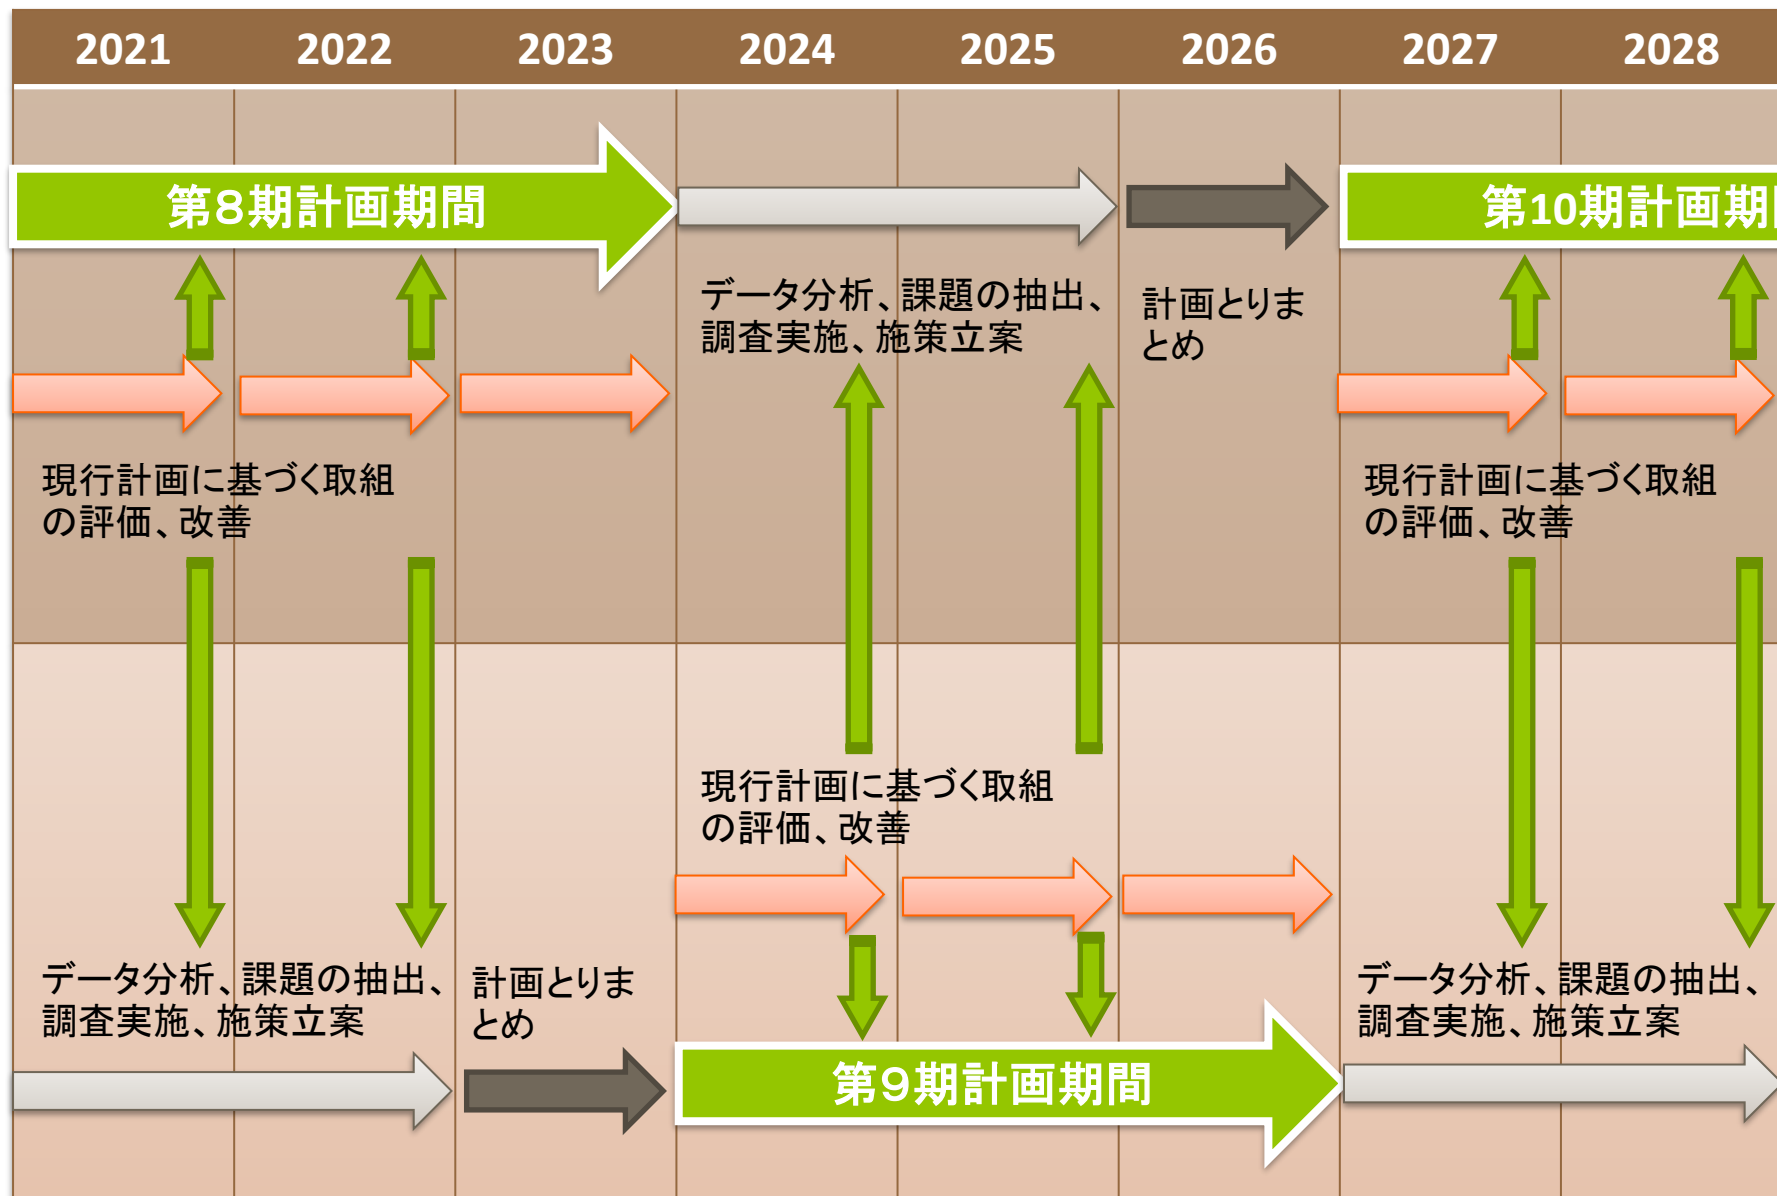 2021 2022 2023 2024 2025 2026 2027 2028
第8期計画期間
第10期計画期
データ分析、課題の抽出、
調査実施、施策立案
計画とりま
とめ
現行計画に基づく取組
の評価、改善
現行計画に基づく取組
の評価、改善
現行計画に基づく取組
の評価、改善
データ分析、課題の抽出、
調査実施、施策立案
計画とりま
とめ
データ分析、課題の抽出、
調査実施、施策立案
第9期計画期間